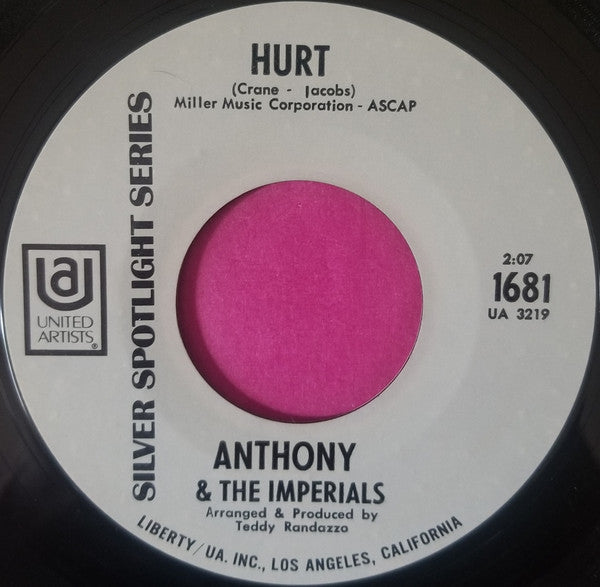 HURT
(Crane - Jacobs)
Miller Music Corporation - ASCAP
SILVER SPOTLIGHT SERIES
ua
UNITED
ARTISTS®
2:07
1681
UA 3219
ANTHONY
& THE IMPERIALS
Arranged & Produced by
Teddy Randazzo
LIBERTY/UA. INC., LOS ANGELES, CALIFORNIA